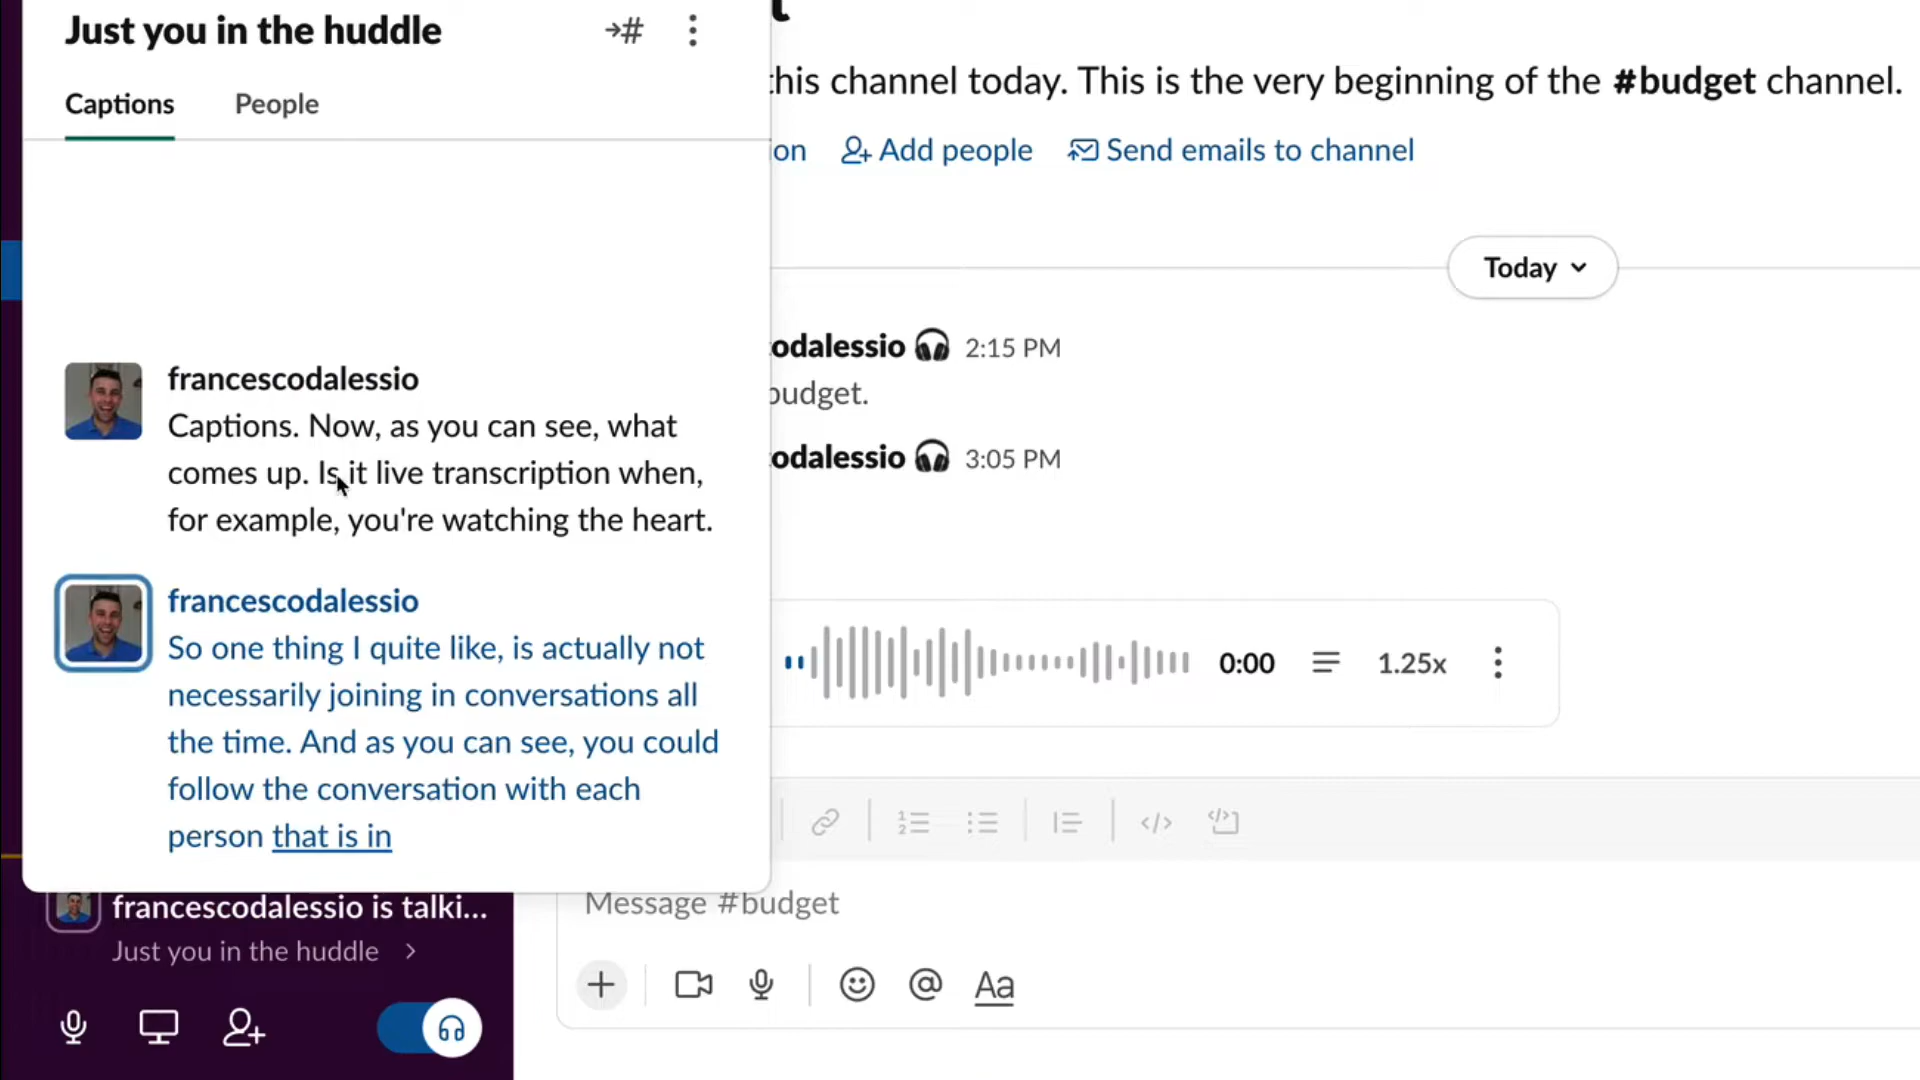 Just you in the huddle
Captions People
francescodalessio
Captions. Now, as you can see, what
comes up. Is it live transcription when,
for example, you're watching the heart.
francescodalessio
So one thing I quite like, is actually not
necessarily joining in conversations all
the time. And as you can see, you could
follow the conversation with each
person that is in
francescodalessio is talki...
Just you in the huddle
this channel today. This is the very beginning of the #budget channel.
ion Add people Send emails to channel
Today
odalessio 2:15 PM
budget.
odalessio 3:05 PM
0:00 1.25x
Message #budget
Aa